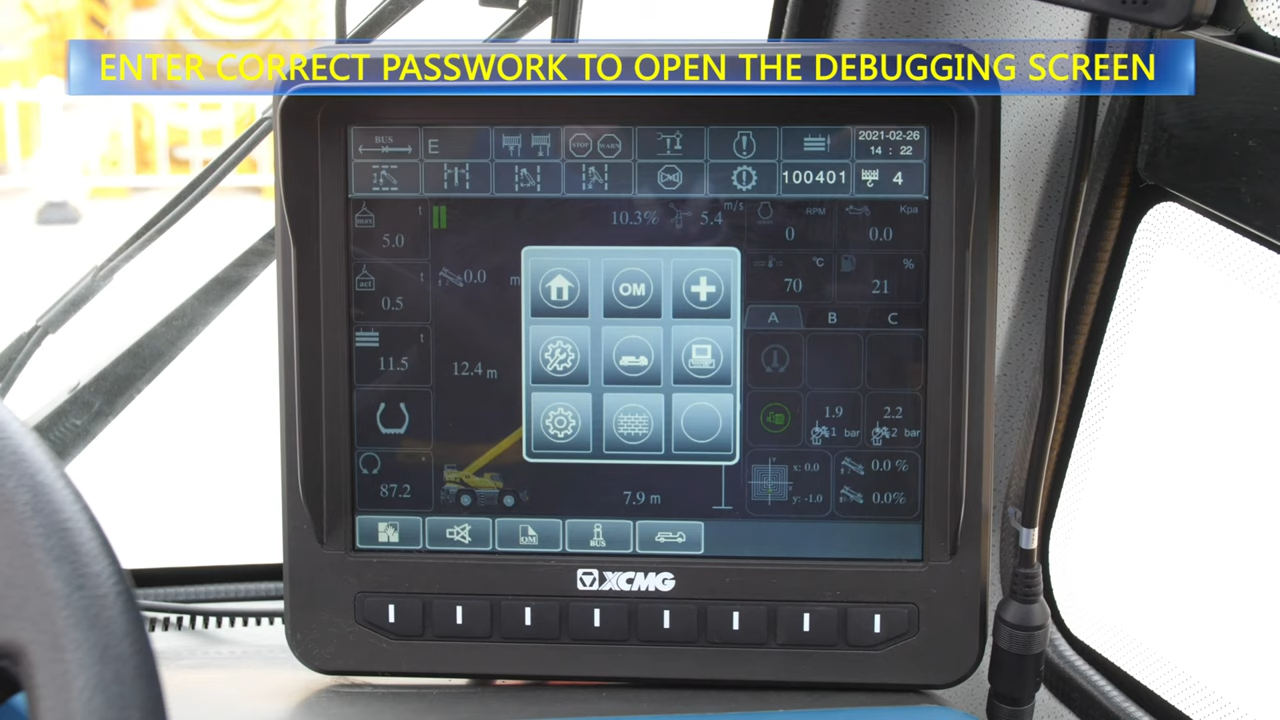 ENTER CORRECT PASSWORK TO OPEN THE DEBUGGING SCREEN
BUS
E
STOP
WARN
2021-02-26
14 : 22
100401
4
t
5.0
10.3%
5.4
m/s
RPM
0
Kpa
0.0
t
act
0.5
0.0 m
°C
70
%
21
OM
A B C
t
11.5
12.4 m
1.9
1 bar
2.2
2 bar
87.2
7.9 m
x: 0.0
y: -1.0
0.0 %
0.0%
OM
BUS
XCMG